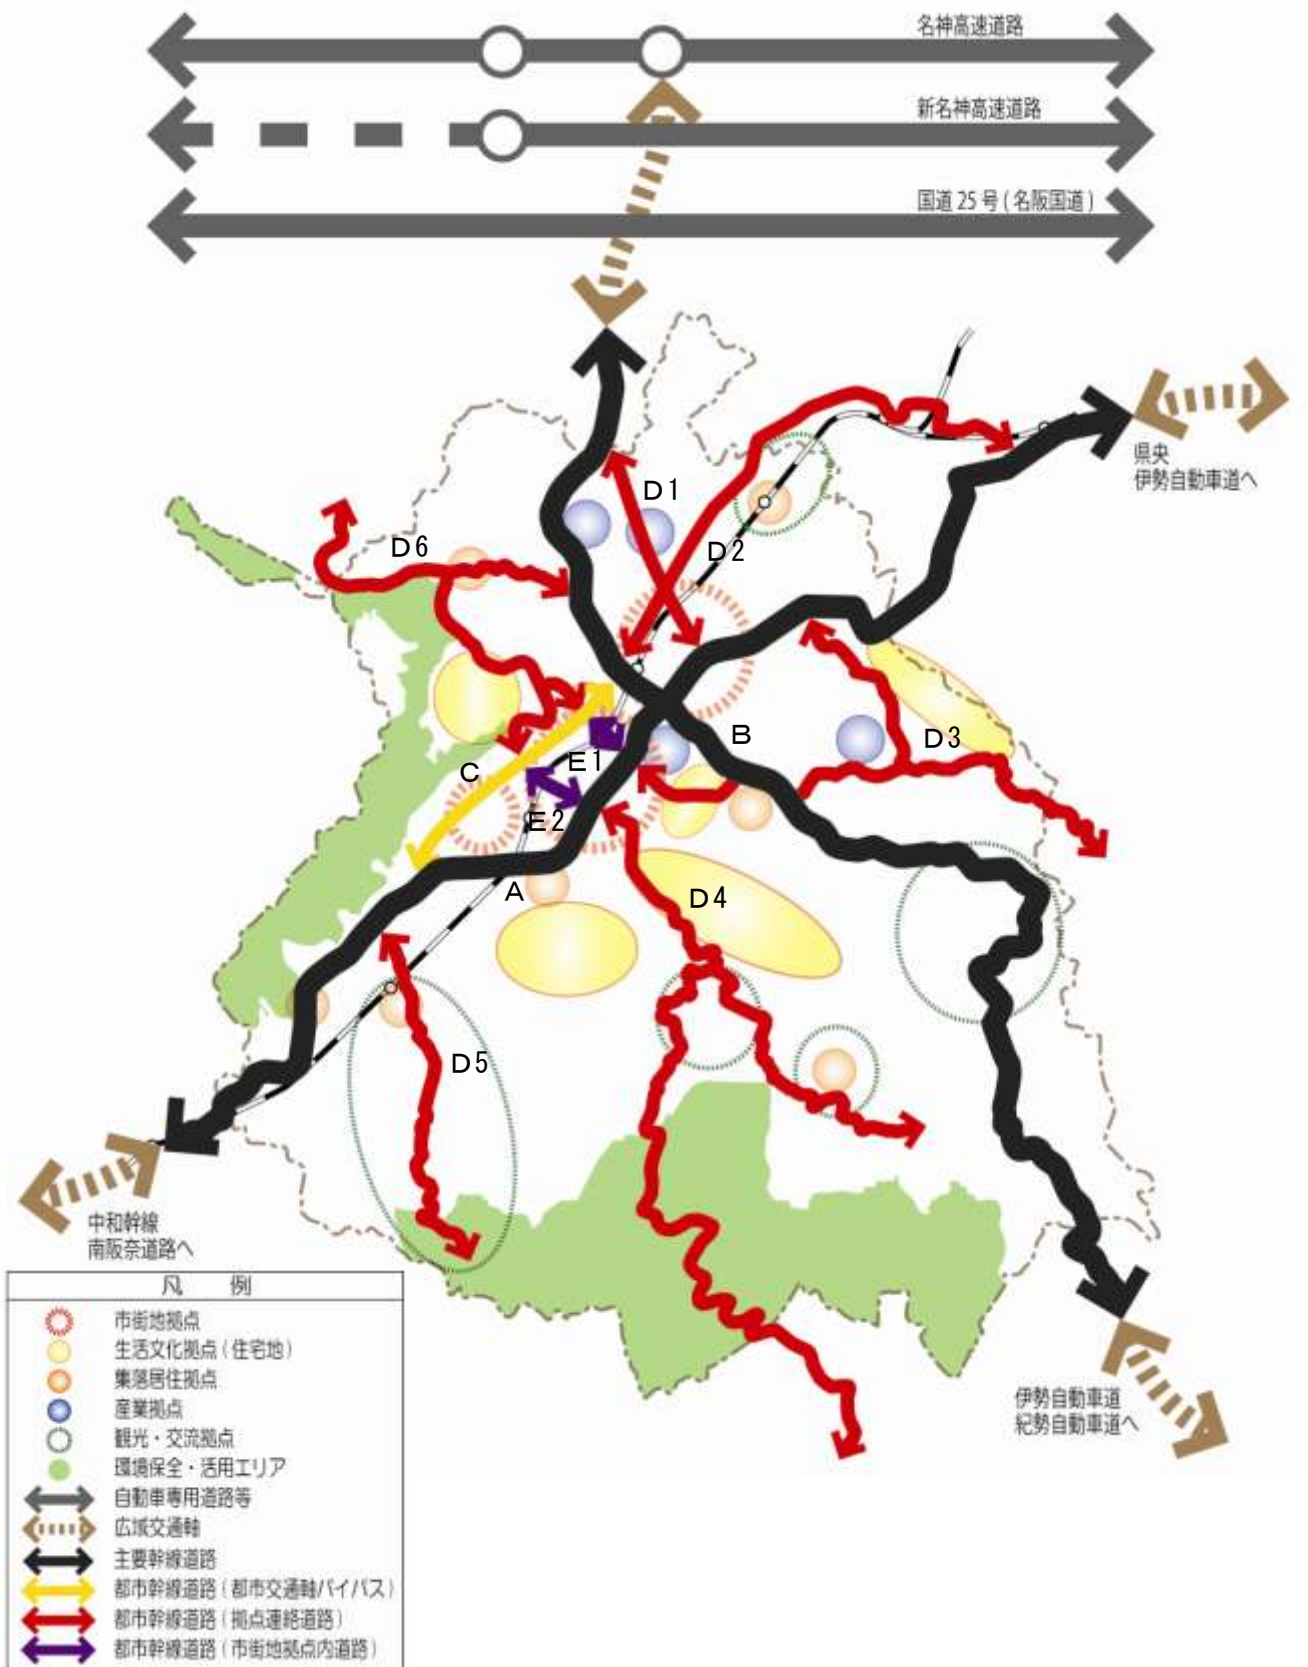 名神高速道路
新名神高速道路
国道25号(名阪国道)
県央
伊勢自動車道へ
D1
D2
D6
B
D3
C
E1
E2
A
D4
D5
中和幹線
南阪奈道路へ
伊勢自動車道
紀勢自動車道へ
凡 例
市街地拠点
生活文化拠点(住宅地)
集落居住拠点
産業拠点
観光・交流拠点
環境保全・活用エリア
自動車専用道路等
広域交通軸
主要幹線道路
都市幹線道路(都市交通軸バイパス)
都市幹線道路(拠点連絡道路)
都市幹線道路(市街地拠点内道路)